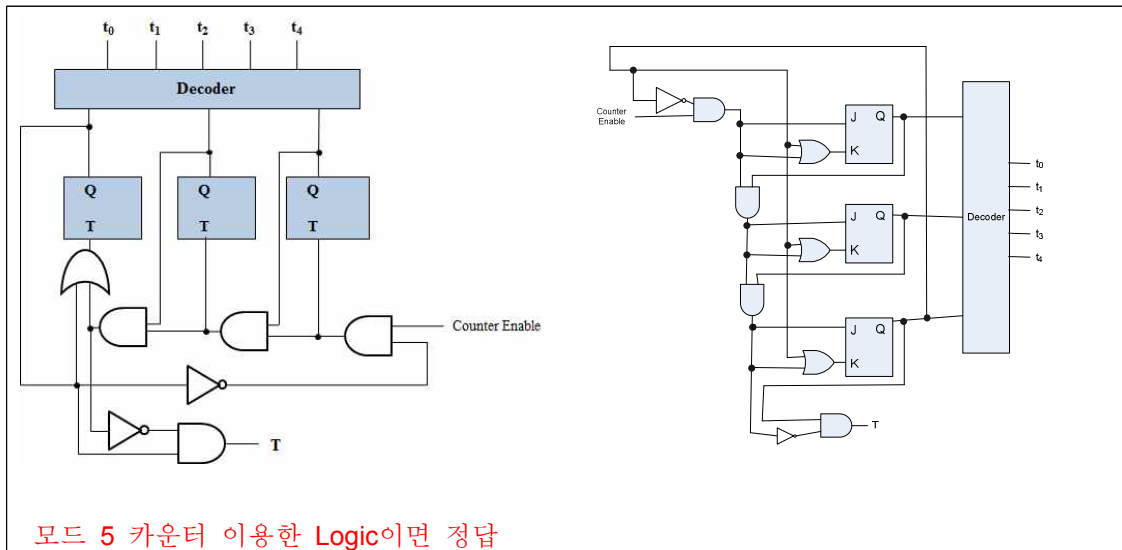 t0 t1 t2 t3 t4
Decoder
Q Q Q
T T T
Counter Enable
T
Counter
Enable
J Q
K
J Q
K
J Q
K
Decoder
t0
t1
t2
t3
t4
T
모드 5 카운터 이용한 Logic이면 정답